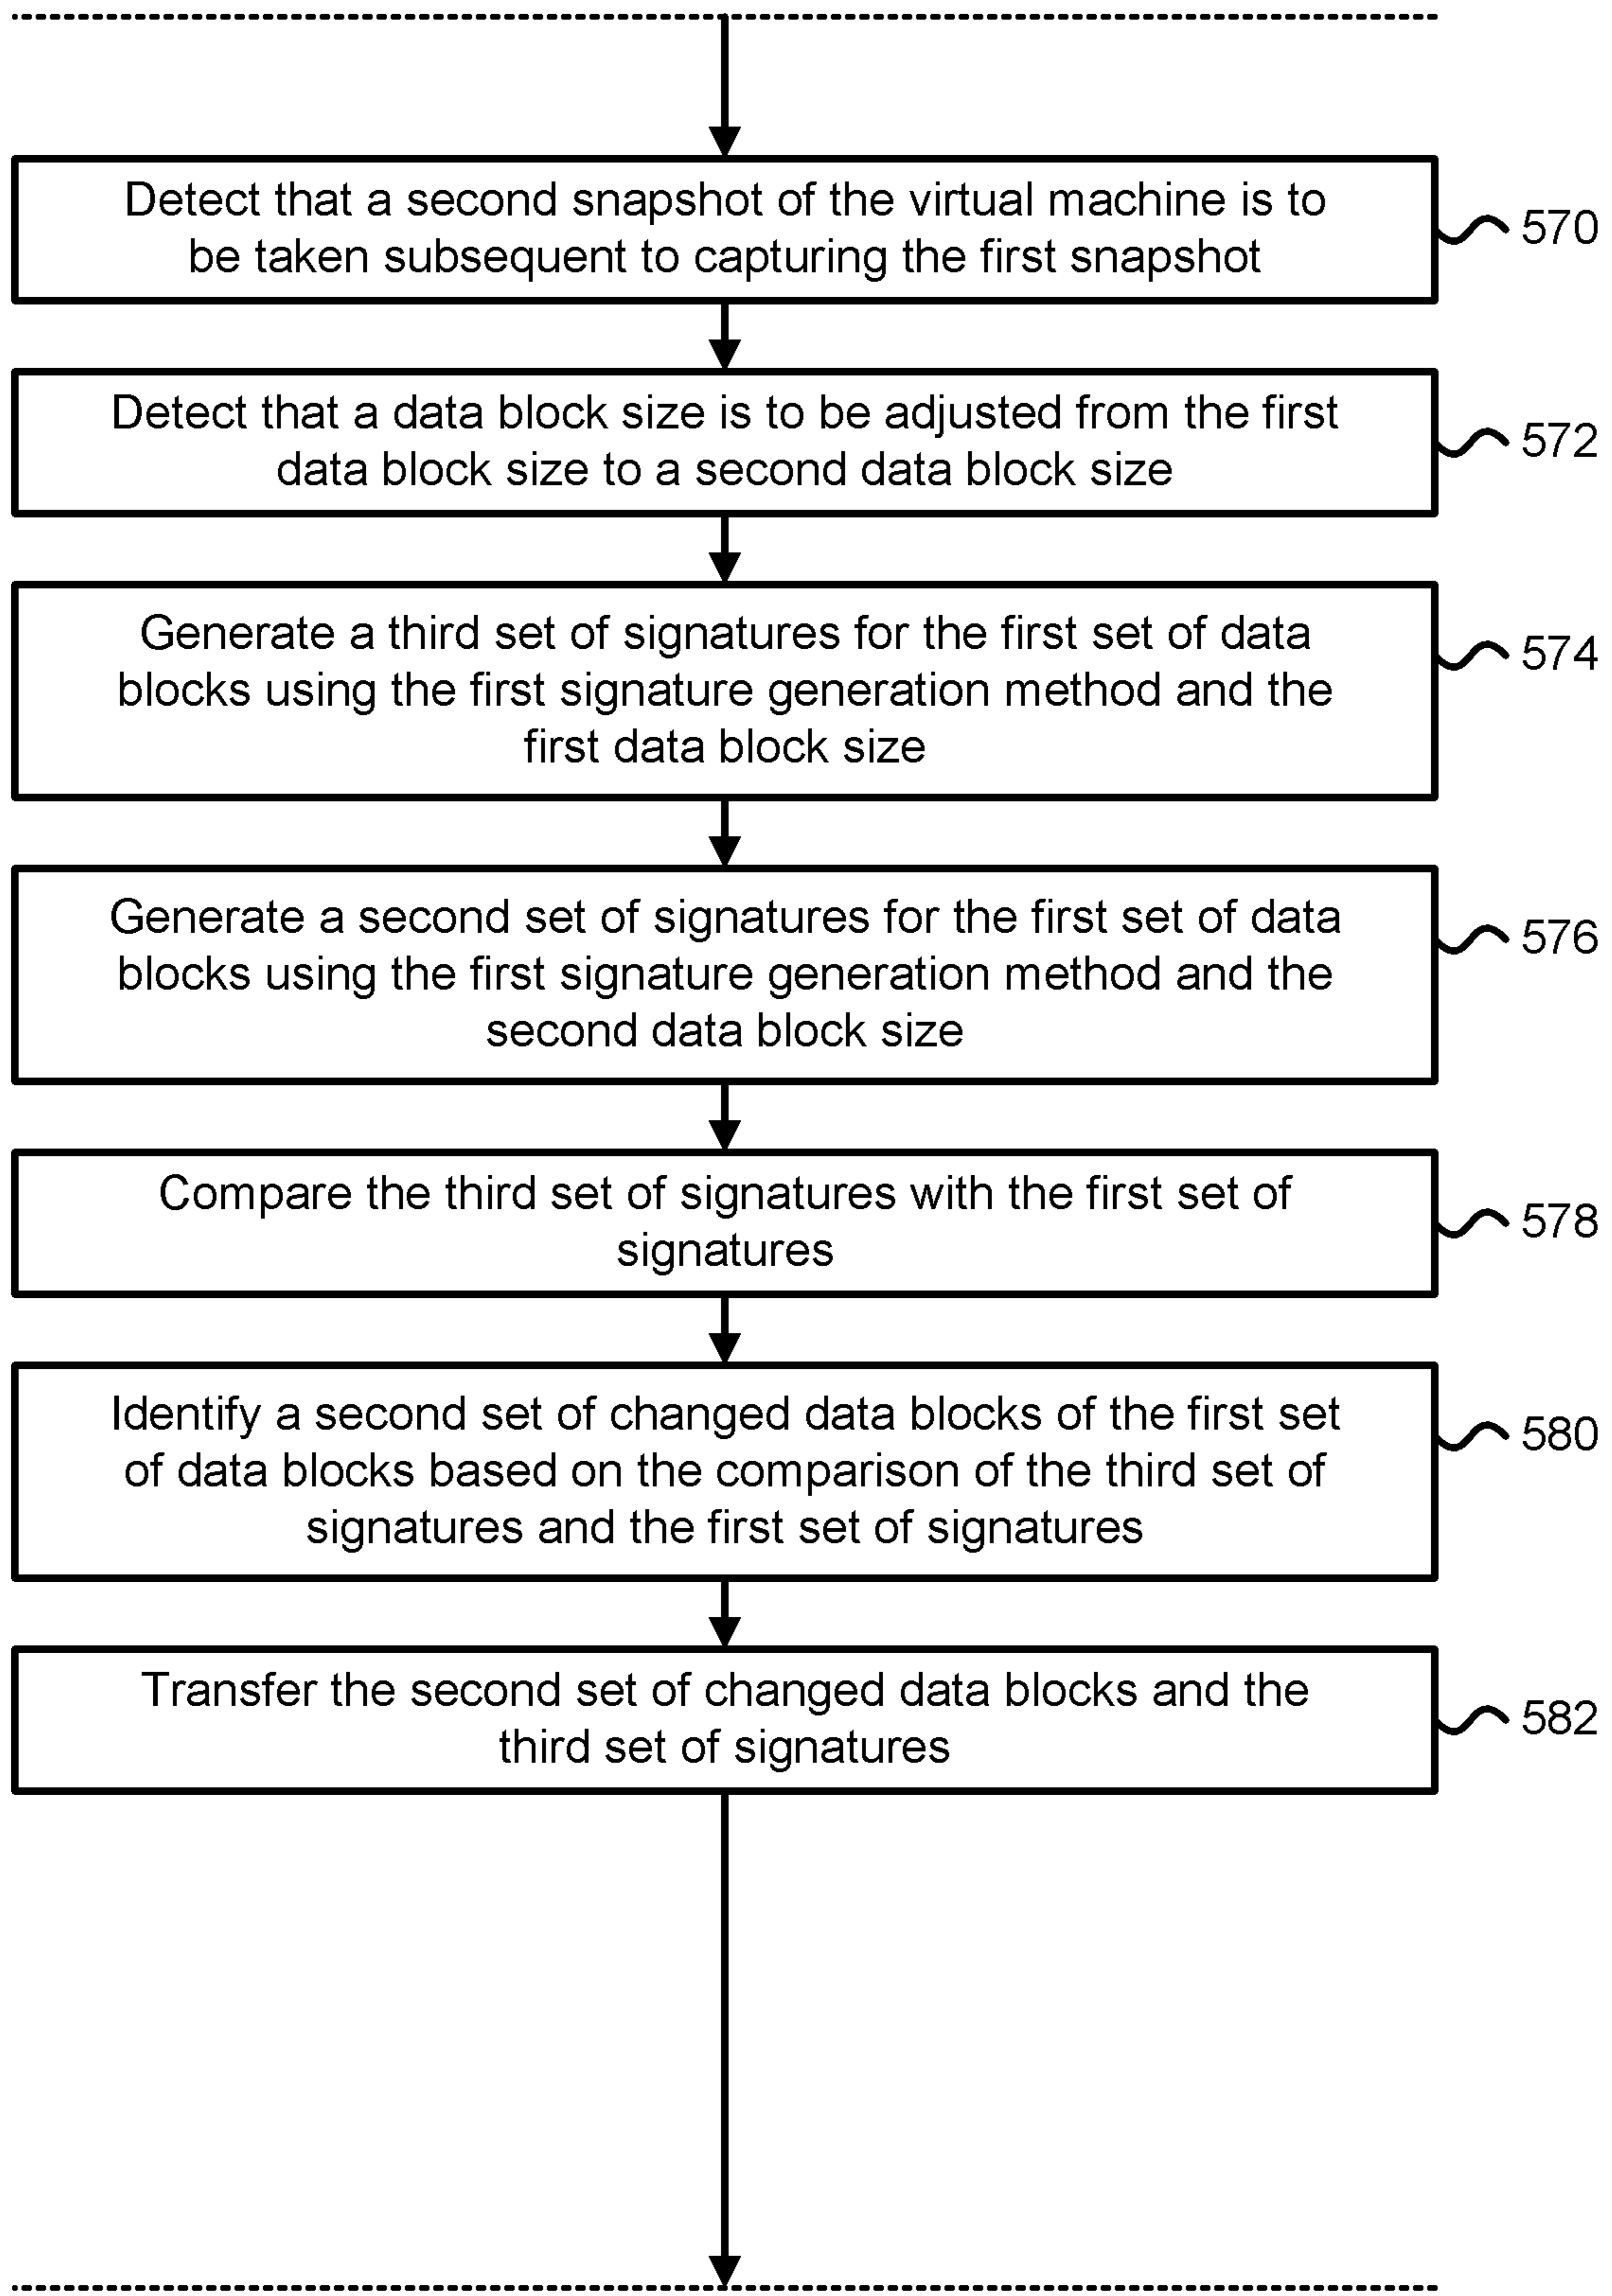 Detect that a second snapshot of the virtual machine is to
be taken subsequent to capturing the first snapshot
570
Detect that a data block size is to be adjusted from the first
data block size to a second data block size
572
Generate a third set of signatures for the first set of data
blocks using the first signature generation method and the
first data block size
574
Generate a second set of signatures for the first set of data
blocks using the first signature generation method and the
second data block size
576
Compare the third set of signatures with the first set of
signatures
578
Identify a second set of changed data blocks of the first set
of data blocks based on the comparison of the third set of
signatures and the first set of signatures
580
Transfer the second set of changed data blocks and the
third set of signatures
582